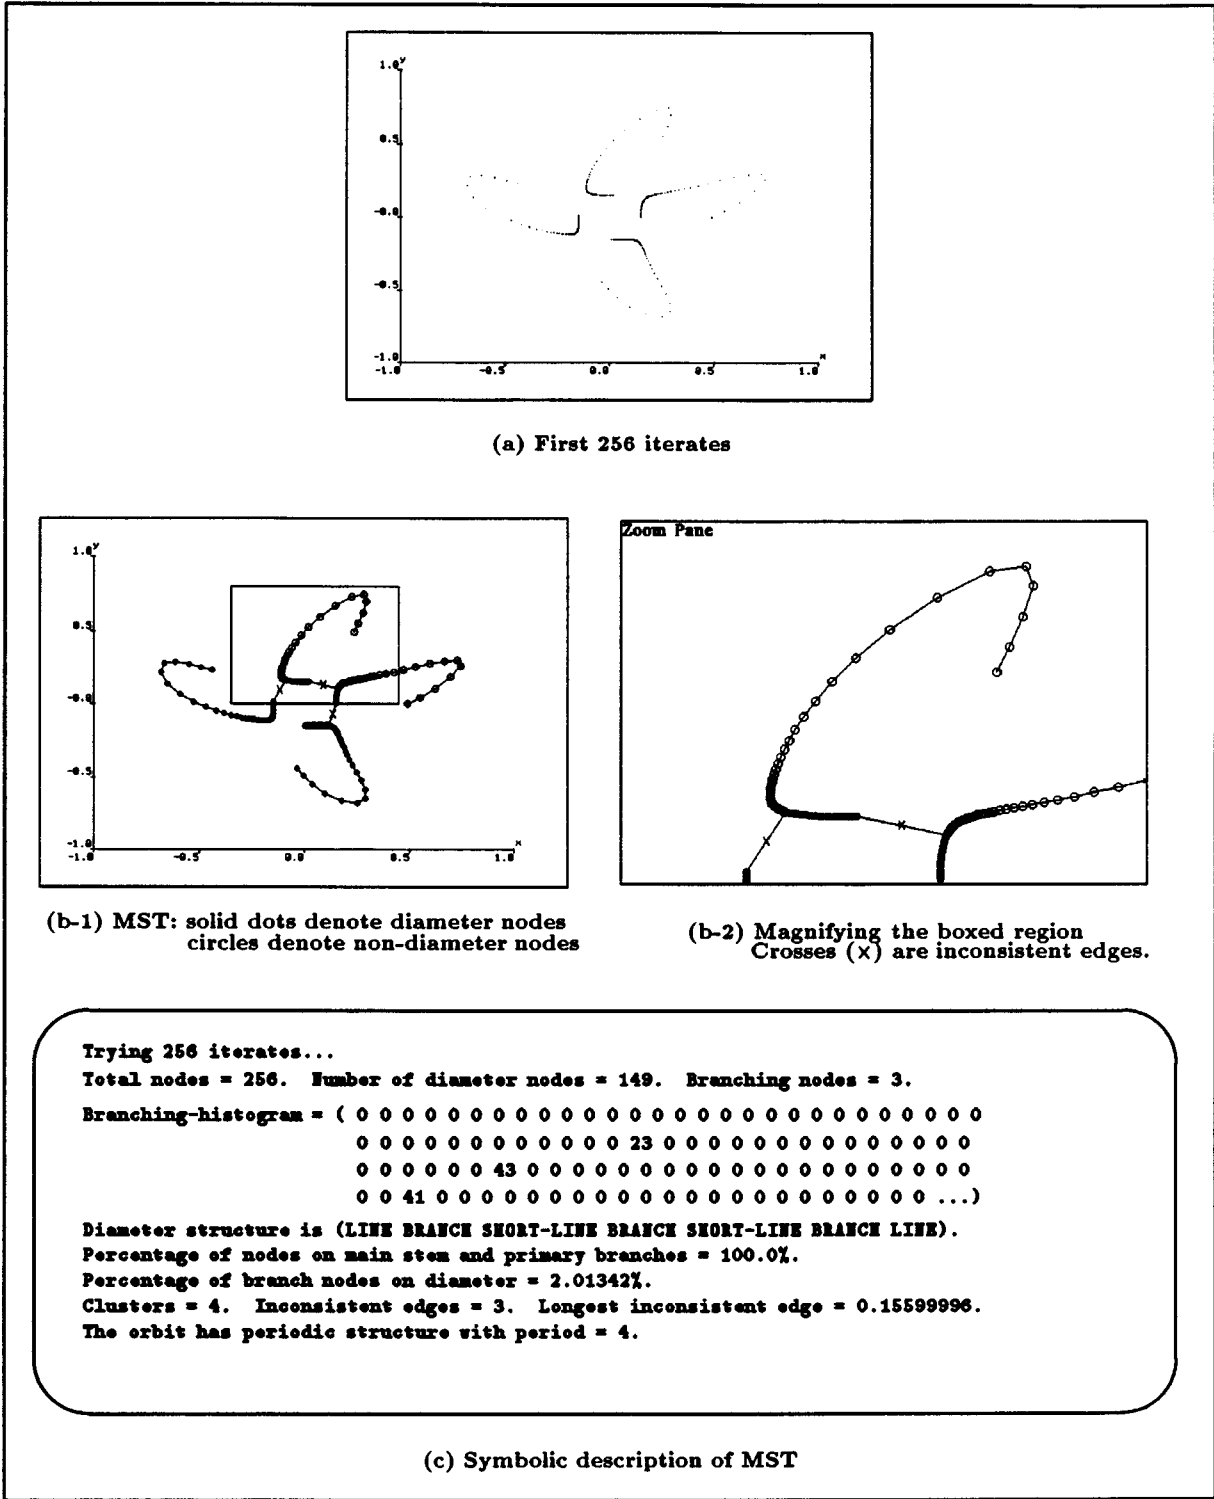 1.0 y
0.5
-0.0
-0.5
-1.0
-1.0 -0.5 0.0 0.5 1.0 x
(a) First 256 iterates
1.0 y
0.5
-0.0
-0.5
-1.0
-1.0 -0.5 0.0 0.5 1.0 x
(b-1) MST: solid dots denote diameter nodes
circles denote non-diameter nodes
Zoom Pane
(b-2) Magnifying the boxed region
Crosses (×) are inconsistent edges.
Trying 256 iterates...
Total nodes = 256. Number of diameter nodes = 149. Branching nodes = 3.
Branching-histogram = ( 0 0 0 0 0 0 0 0 0 0 0 0 0 0 0 0 0 0 0 0 0 0 0 0 0 0 0 0
0 0 0 0 0 0 0 0 0 0 0 0 23 0 0 0 0 0 0 0 0 0 0 0 0 0 0
0 0 0 0 0 0 43 0 0 0 0 0 0 0 0 0 0 0 0 0 0 0 0 0 0 0 0
0 0 41 0 0 0 0 0 0 0 0 0 0 0 0 0 0 0 0 0 0 0 0 0 0 ...)
Diameter structure is (LINE BRANCH SHORT-LINE BRANCH SHORT-LINE BRANCH LINE).
Percentage of nodes on main stem and primary branches = 100.0%.
Percentage of branch nodes on diameter = 2.01342%.
Clusters = 4. Inconsistent edges = 3. Longest inconsistent edge = 0.15599996.
The orbit has periodic structure with period = 4.
(c) Symbolic description of MST